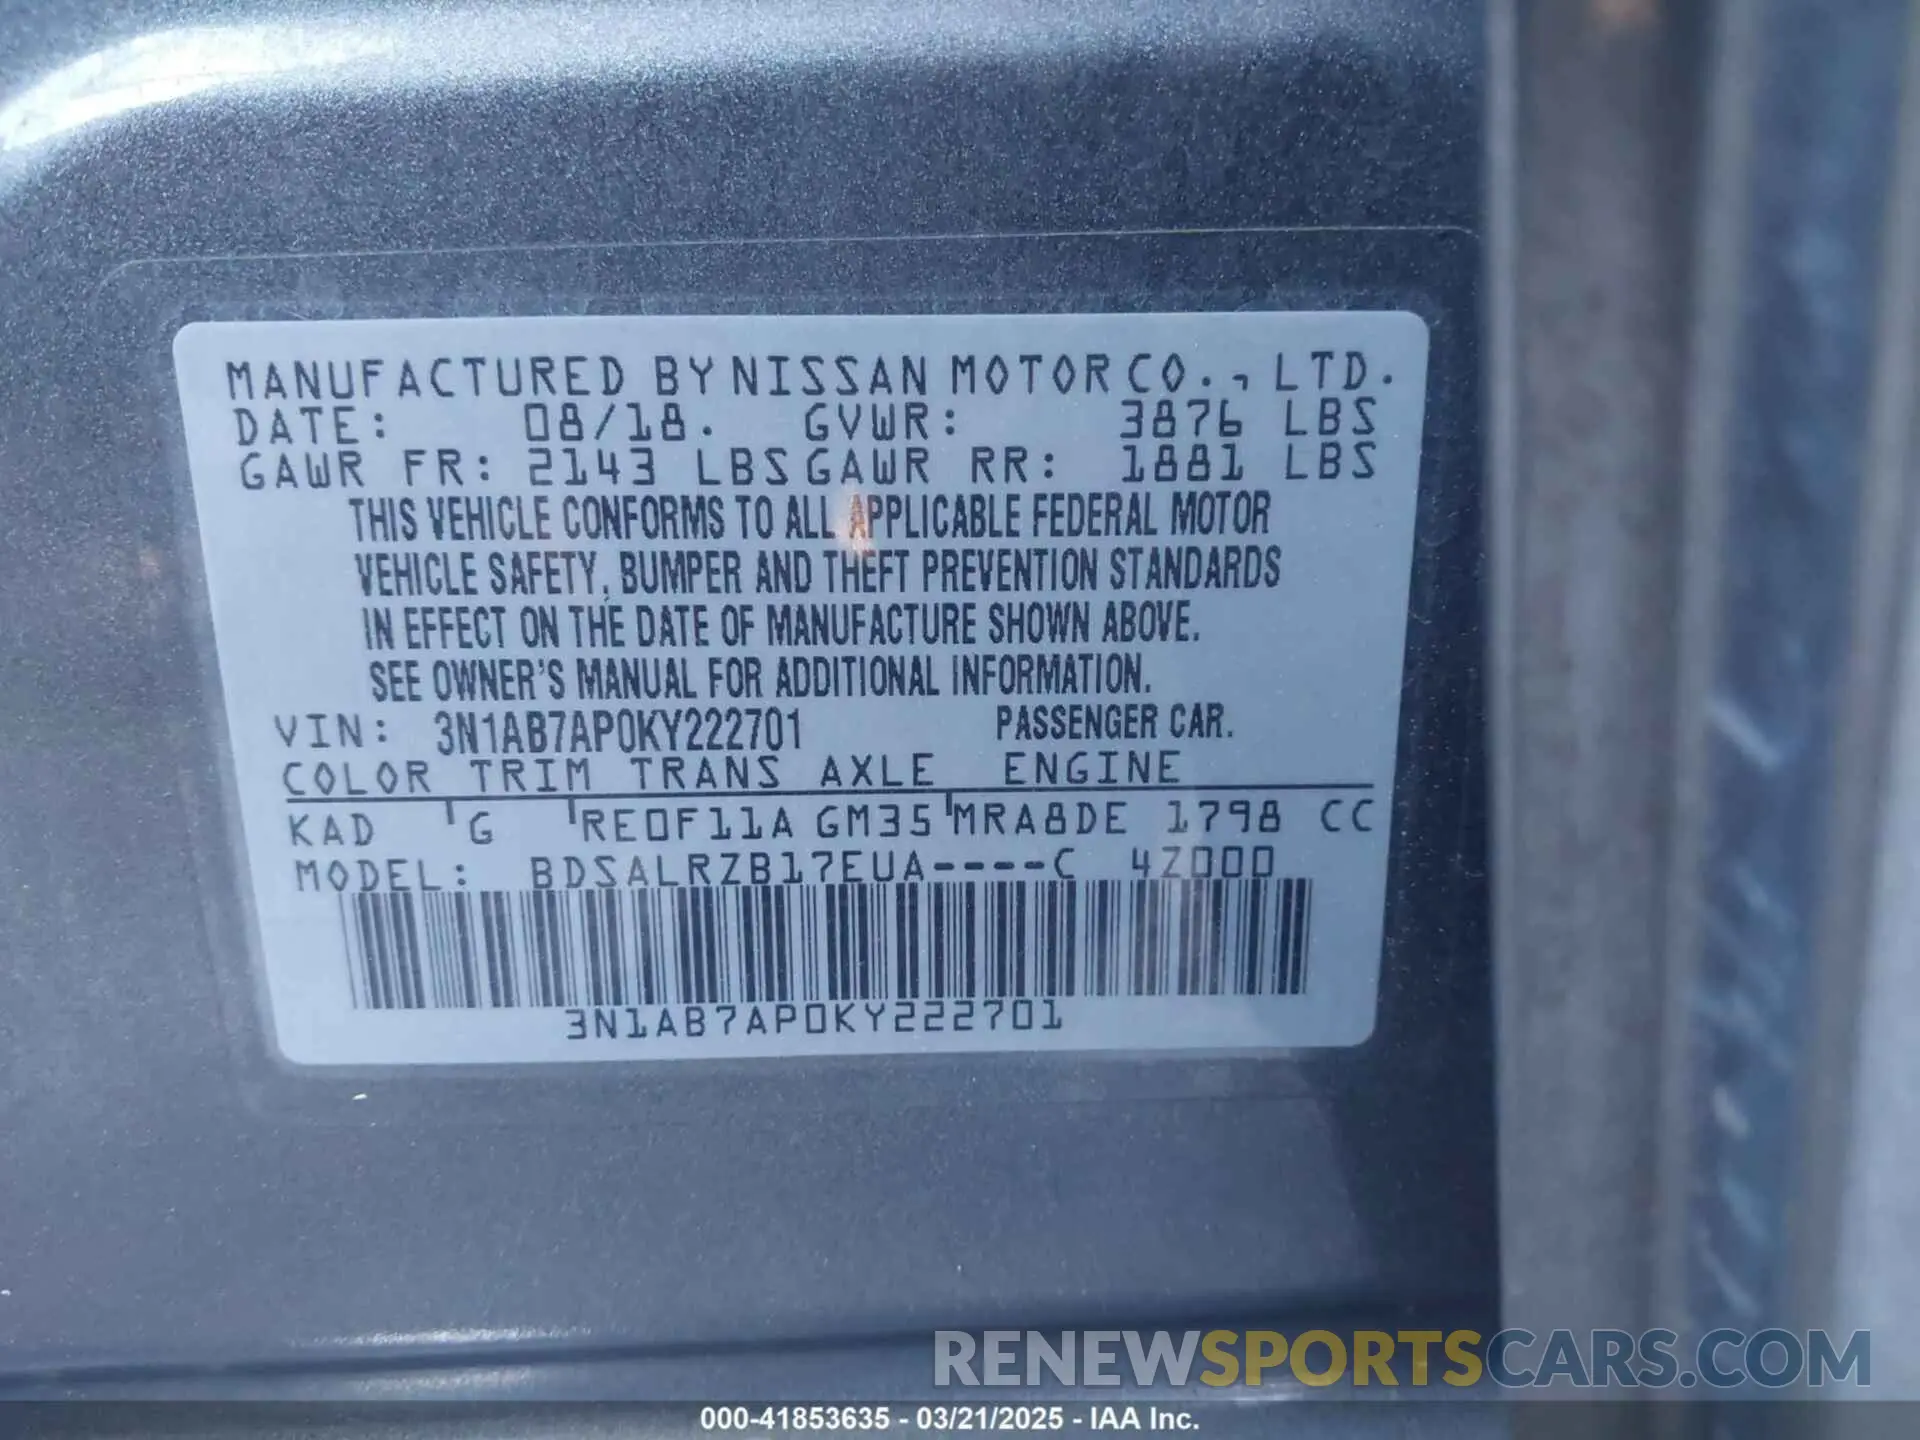 MANUFACTURED BY NISSAN MOTOR CO., LTD.
DATE: 08/18. GVWR: 3876 LBS
GAWR FR: 2143 LBS GAWR RR: 1881 LBS
THIS VEHICLE CONFORMS TO ALL APPLICABLE FEDERAL MOTOR
VEHICLE SAFETY, BUMPER AND THEFT PREVENTION STANDARDS
IN EFFECT ON THE DATE OF MANUFACTURE SHOWN ABOVE.
SEE OWNER'S MANUAL FOR ADDITIONAL INFORMATION.
VIN: 3N1AB7AP0KY222701 PASSENGER CAR.
COLOR TRIM TRANS AXLE ENGINE
KAD G RE0F11A GM35 MRA8DE 1798 CC
MODEL: BDSALRZB17EUA----C 4Z000
3N1AB7AP0KY222701
RENEWSPORTSCARS.COM
000-41853635 - 03/21/2025 - IAA Inc.